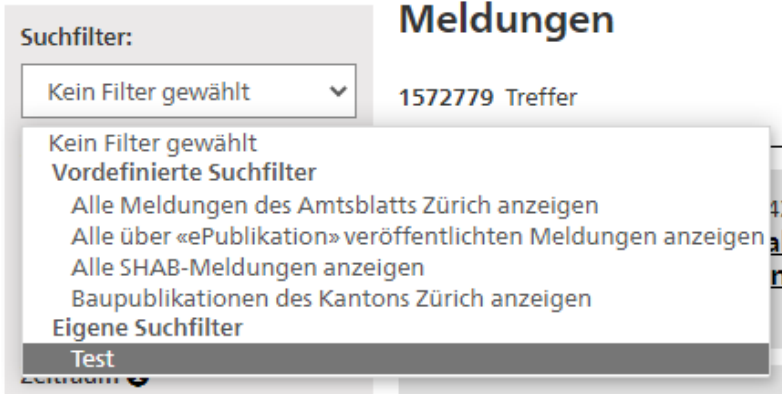 Suchfilter:
Kein Filter gewählt
Meldungen
1572779 Treffer
Kein Filter gewählt
Vordefinierte Suchfilter
Alle Meldungen des Amtsblatts Zürich anzeigen
Alle über «ePublikation» veröffentlichten Meldungen anzeigen
Alle SHAB-Meldungen anzeigen
Baupublikationen des Kantons Zürich anzeigen
Eigene Suchfilter
Test
Zeitraum